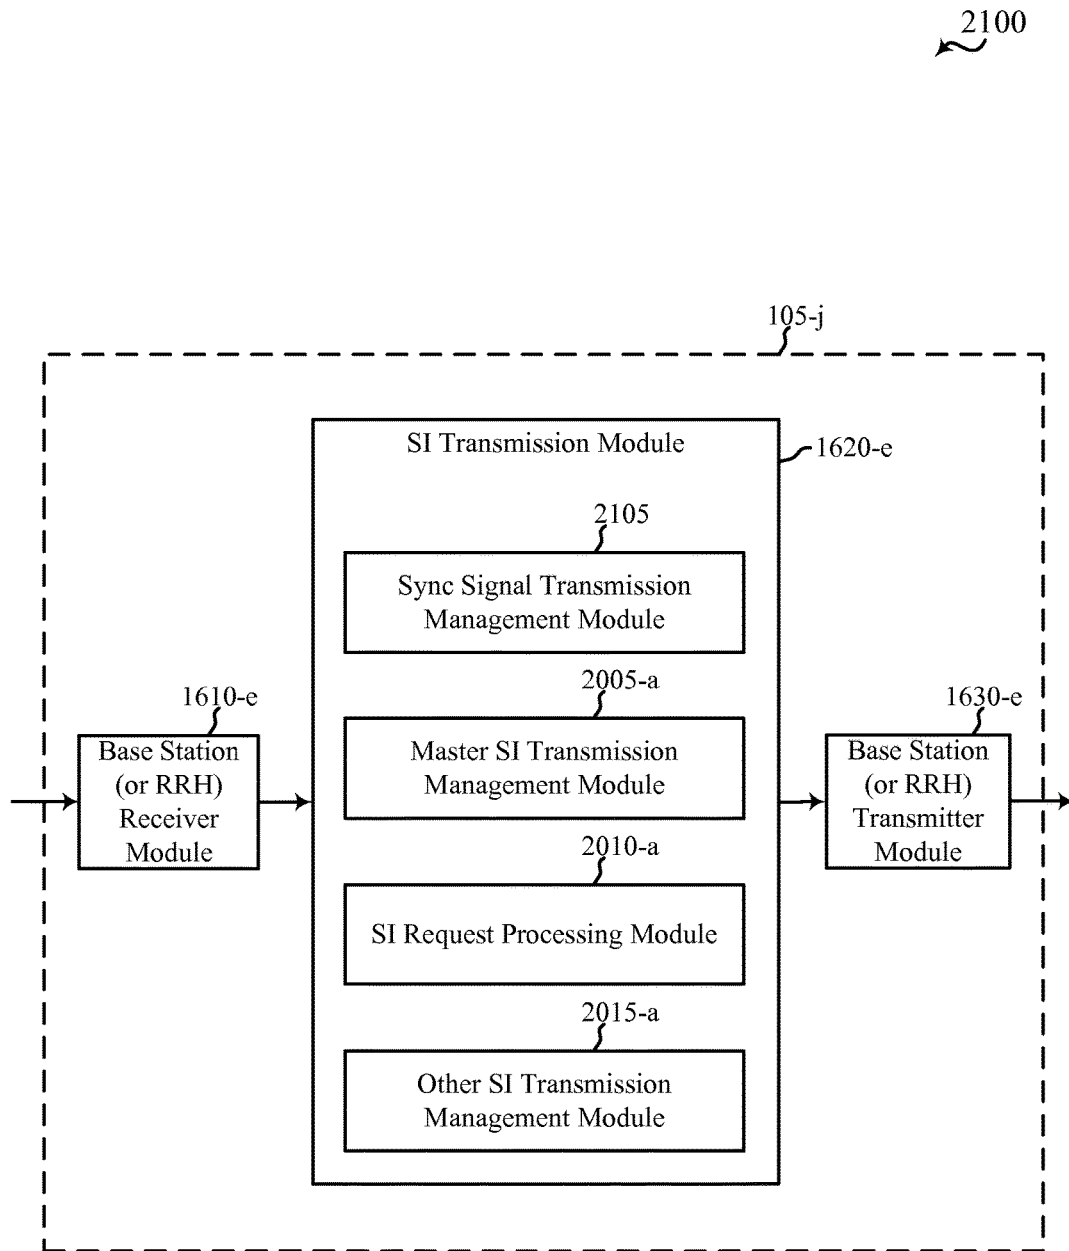 2100
105-j
SI Transmission Module
1620-e
2105
Sync Signal Transmission
Management Module
2005-a
Master SI Transmission
Management Module
2010-a
SI Request Processing Module
2015-a
Other SI Transmission
Management Module
1610-e
Base Station
(or RRH)
Receiver
Module
1630-e
Base Station
(or RRH)
Transmitter
Module